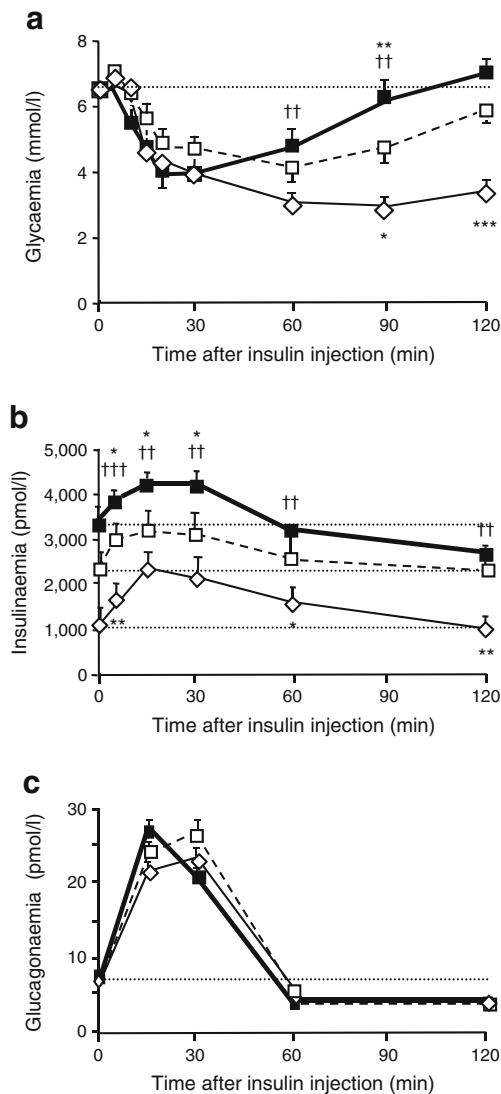 a
8
**
††
††
6
4
2
*
***
0
Glycaemia (mmol/l)
0 30 60 90 120
Time after insulin injection (min)
b
5,000
* * *
††† †† ††
4,000
††
††
3,000
2,000
1,000
** * **
0
Insulinaemia (pmol/l)
0 30 60 90 120
Time after insulin injection (min)
c
30
20
10
0
Glucagonaemia (pmol/l)
0 30 60 90 120
Time after insulin injection (min)